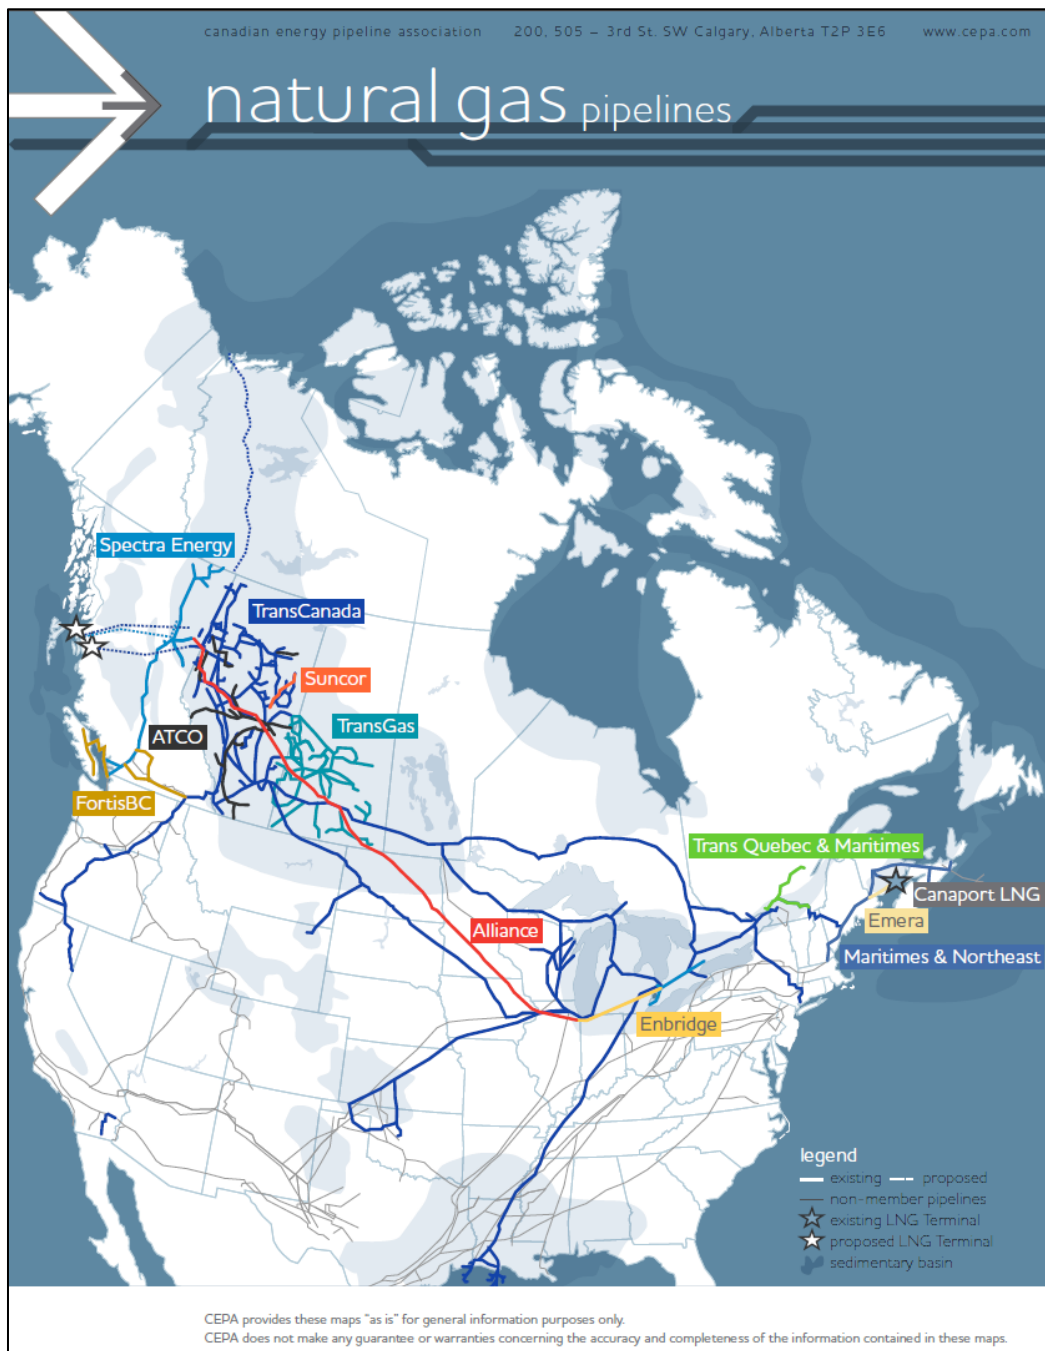 canadian energy pipeline association 200, 505 – 3rd St. SW Calgary, Alberta T2P 3E6 www.cepa.com
natural gas pipelines
Spectra Energy
TransCanada
Suncor
TransGas
ATCO
FortisBC
Trans Quebec & Maritimes
Canaport LNG
Emera
Alliance
Maritimes & Northeast
Enbridge
legend
existing proposed
non-member pipelines
existing LNG Terminal
proposed LNG Terminal
sedimentary basin
CEPA provides these maps "as is" for general information purposes only.
CEPA does not make any guarantee or warranties concerning the accuracy and completeness of the information contained in these maps.